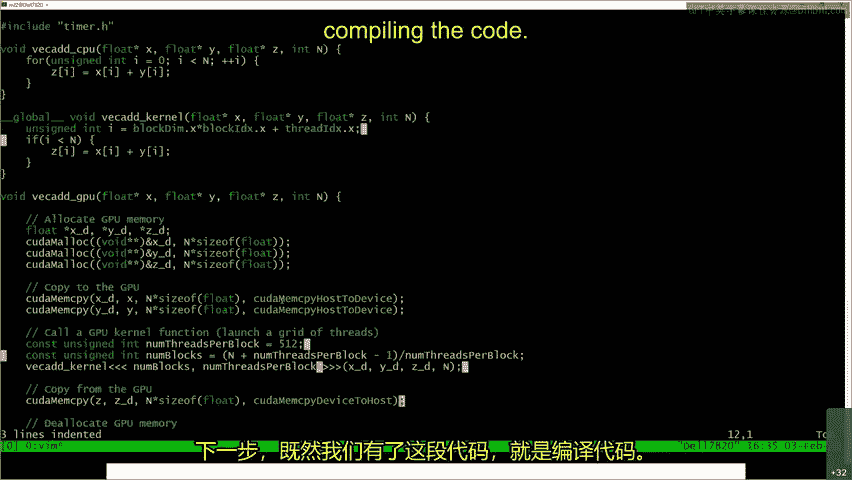 #include "timer.h"
compiling the code.
void vecadd_cpu(float* x, float* y, float* z, int N) {
    for(unsigned int i = 0; i < N; ++i) {
        z[i] = x[i] + y[i];
    }
}
__global__ void vecadd_kernel(float* x, float* y, float* z, int N) {
    unsigned int i = blockDim.x*blockIdx.x + threadIdx.x;
    if(i < N) {
        z[i] = x[i] + y[i];
    }
}
void vecadd_gpu(float* x, float* y, float* z, int N) {
    // Allocate GPU memory
    float *x_d, *y_d, *z_d;
    cudaMalloc((void**)&x_d, N*sizeof(float));
    cudaMalloc((void**)&y_d, N*sizeof(float));
    cudaMalloc((void**)&z_d, N*sizeof(float));
    // Copy to the GPU
    cudaMemcpy(x_d, x, N*sizeof(float), cudaMemcpyHostToDevice);
    cudaMemcpy(y_d, y, N*sizeof(float), cudaMemcpyHostToDevice);
    // Call a GPU kernel function (launch a grid of threads)
    const unsigned int numThreadsPerBlock = 512;
    const unsigned int numBlocks = (N + numThreadsPerBlock - 1)/numThreadsPerBlock;
    vecadd_kernel<<< numBlocks, numThreadsPerBlock >>>(x_d, y_d, z_d, N);
    // Copy from the GPU
    cudaMemcpy(z, z_d, N*sizeof(float), cudaMemcpyDeviceToHost);
    // Deallocate GPU memory
3 lines indented 12,1
下一步，既然我们有了这段代码，就是编译代码。
+32